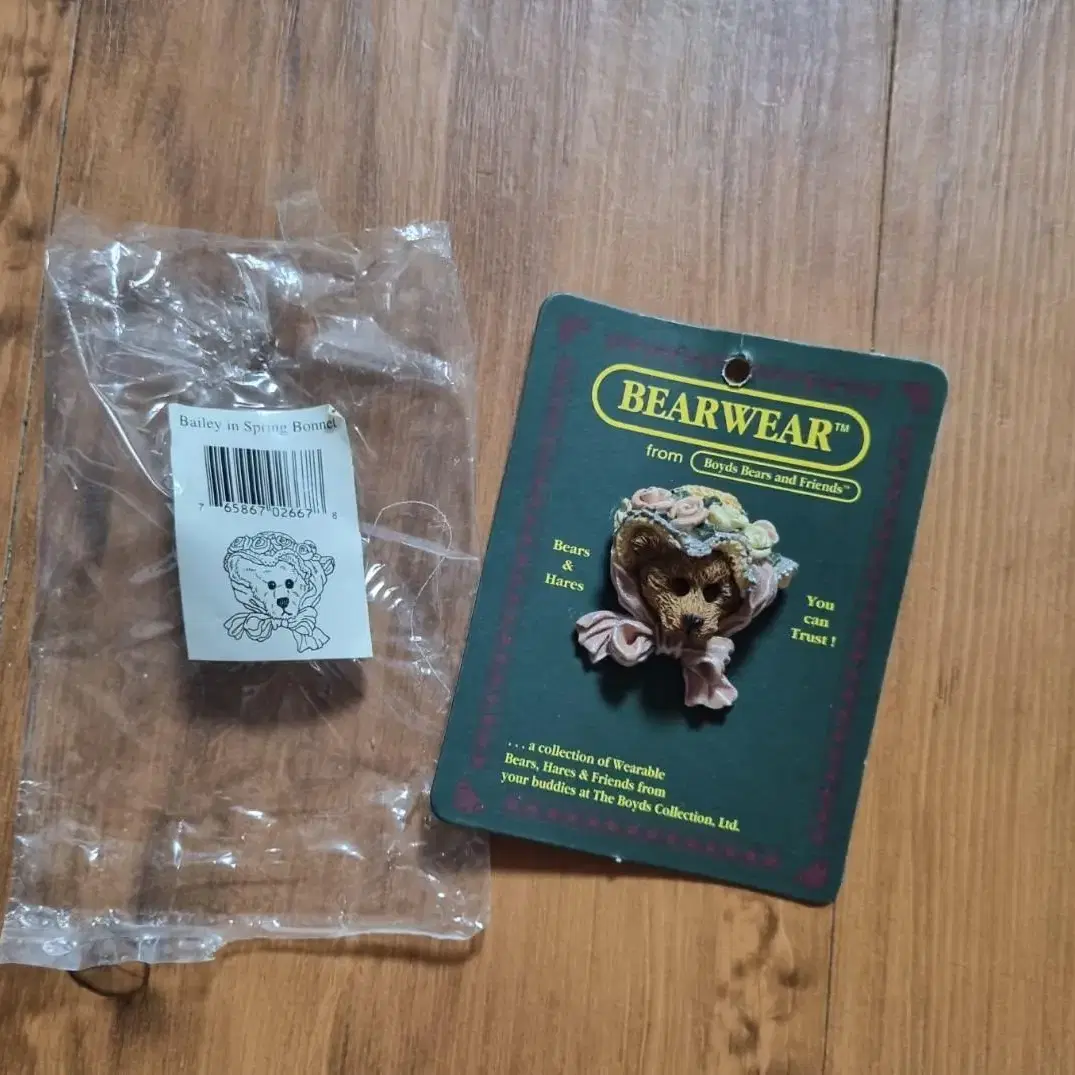 Bailey in Spring Bonnet
7 65867 02667 8
BEARWEAR™
from Boyds Bears and Friends™
Bears
&
Hares
You
can
Trust !
. . . a collection of Wearable
Bears, Hares & Friends from
your buddies at The Boyds Collection, Ltd.